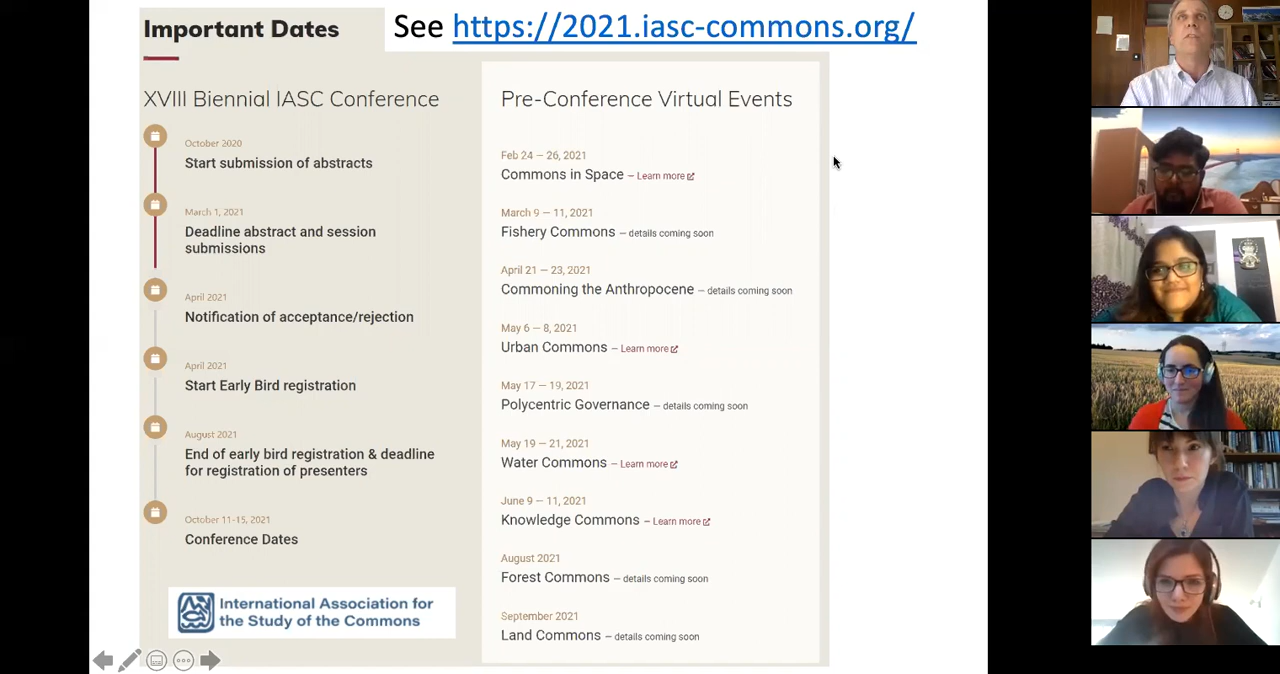 Important Dates
See https://2021.iasc-commons.org/
XVIII Biennial IASC Conference
October 2020
Start submission of abstracts
March 1, 2021
Deadline abstract and session
submissions
April 2021
Notification of acceptance/rejection
April 2021
Start Early Bird registration
August 2021
End of early bird registration & deadline
for registration of presenters
October 11-15, 2021
Conference Dates
International Association for
the Study of the Commons
Pre-Conference Virtual Events
Feb 24 – 26, 2021
Commons in Space – Learn more
March 9 – 11, 2021
Fishery Commons – details coming soon
April 21 – 23, 2021
Commoning the Anthropocene – details coming soon
May 6 – 8, 2021
Urban Commons – Learn more
May 17 – 19, 2021
Polycentric Governance – details coming soon
May 19 – 21, 2021
Water Commons – Learn more
June 9 – 11, 2021
Knowledge Commons – Learn more
August 2021
Forest Commons – details coming soon
September 2021
Land Commons – details coming soon